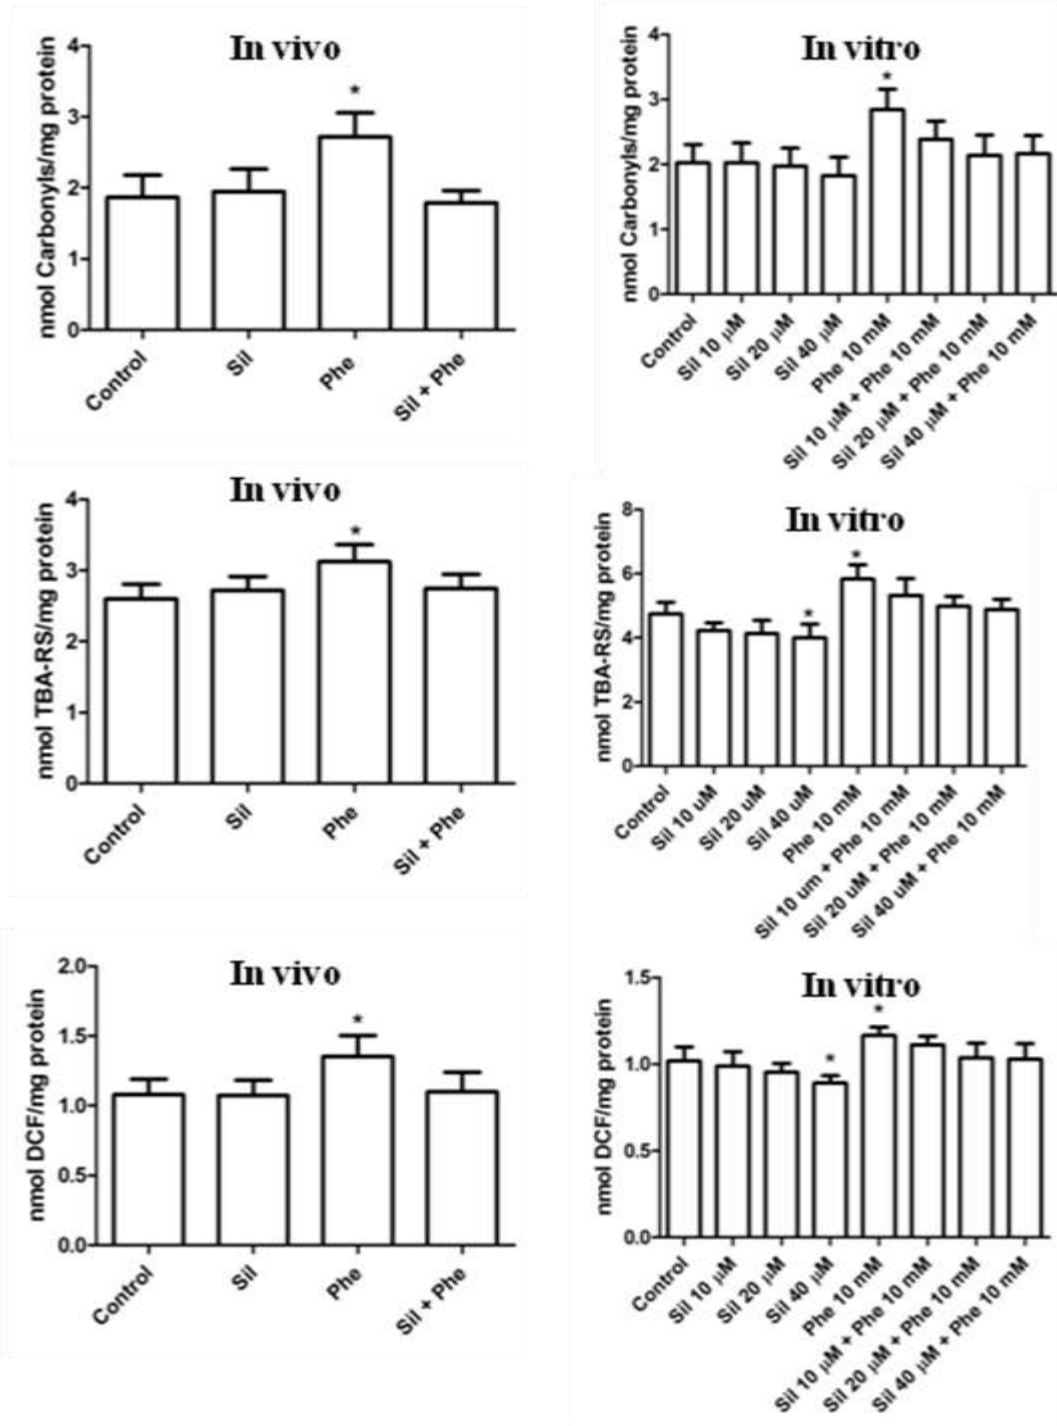 In vivo
nmol Carbonyls/mg protein
4
3
2
1
0
*
Control
Sil
Phe
Sil + Phe
In vitro
nmol Carbonyls/mg protein
4
3
2
1
0
*
Control
Sil 10 μM
Sil 20 μM
Sil 40 μM
Phe 10 mM
Sil 10 μM + Phe 10 mM
Sil 20 μM + Phe 10 mM
Sil 40 μM + Phe 10 mM
In vivo
nmol TBA-RS/mg protein
4
3
2
1
0
*
Control
Sil
Phe
Sil + Phe
In vitro
nmol TBA-RS/mg protein
8
6
4
2
0
*
*
Control
Sil 10 uM
Sil 20 uM
Sil 40 uM
Phe 10 mM
Sil 10 um + Phe 10 mM
Sil 20 uM + Phe 10 mM
Sil 40 uM + Phe 10 mM
In vivo
nmol DCF/mg protein
2.0
1.5
1.0
0.5
0.0
*
Control
Sil
Phe
Sil + Phe
In vitro
nmol DCF/mg protein
1.5
1.0
0.5
0.0
*
*
Control
Sil 10 μM
Sil 20 μM
Sil 40 μM
Phe 10 mM
Sil 10 μM + Phe 10 mM
Sil 20 μM + Phe 10 mM
Sil 40 μM + Phe 10 mM